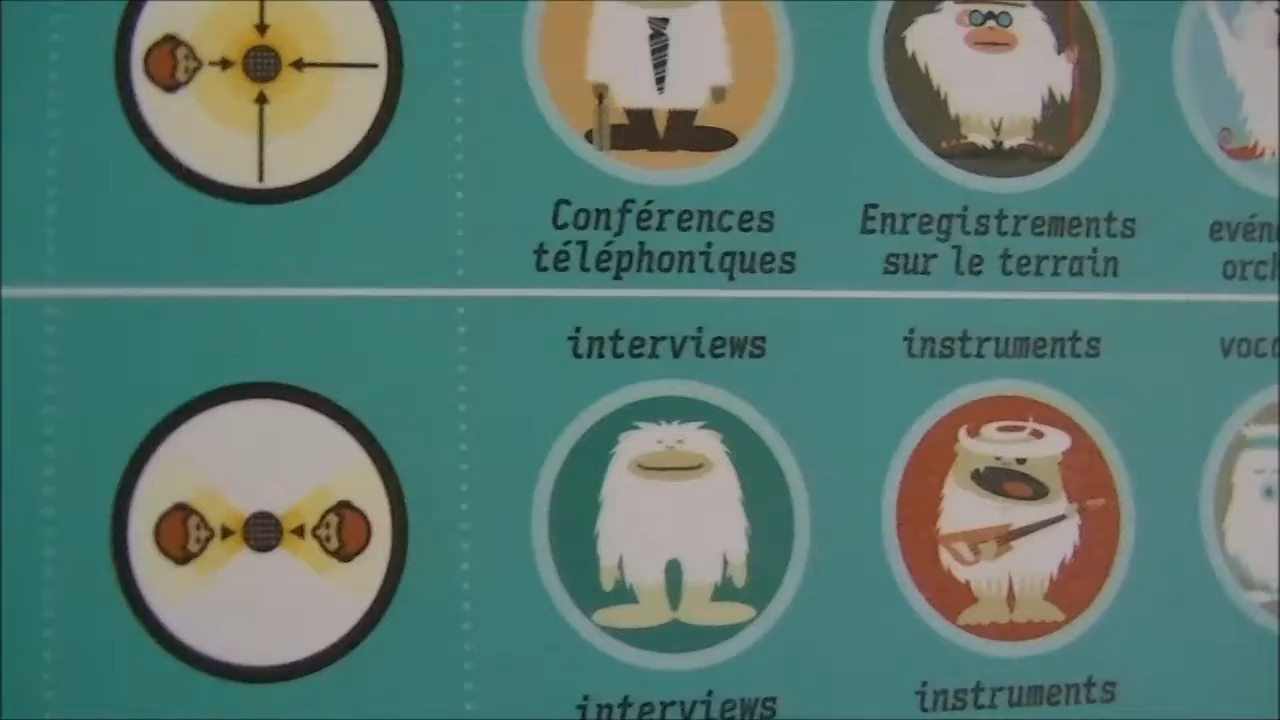 Conférences
téléphoniques
Enregistrements
sur le terrain
interviews
instruments
interviews
instruments